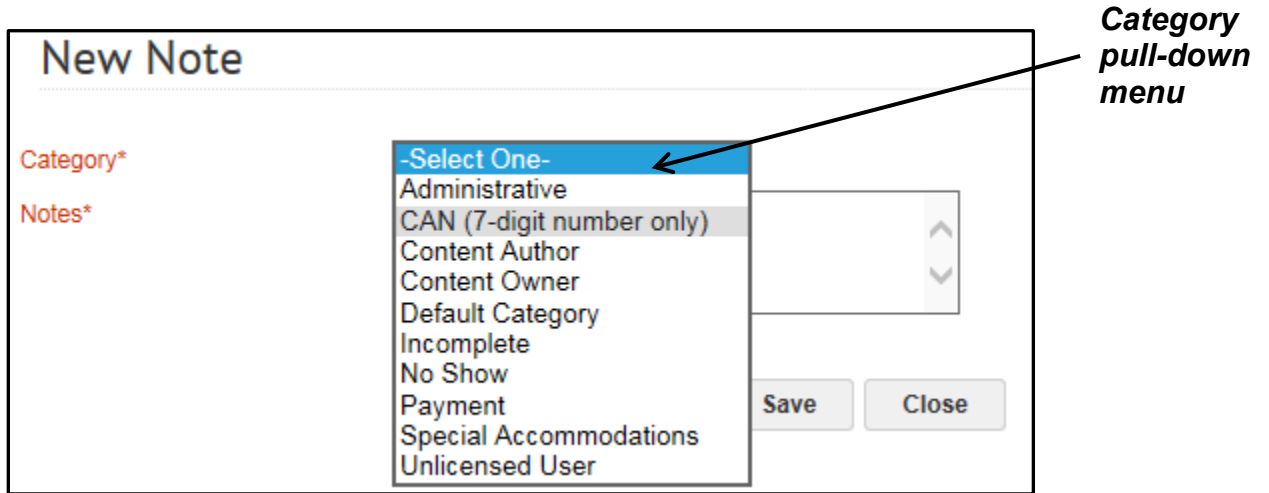 Category
pull-down
menu
New Note
Category*
-Select One-
Administrative
Notes*
CAN (7-digit number only)
Content Author
Content Owner
Default Category
Incomplete
No Show
Payment
Save
Close
Special Accommodations
Unlicensed User